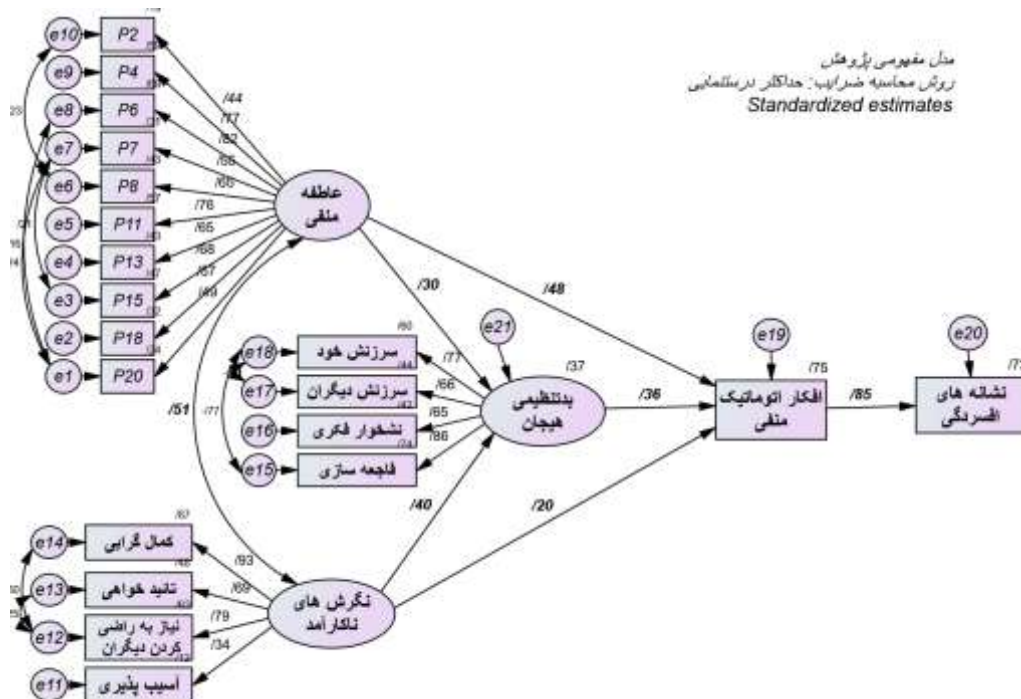 مدل مفهومی پژوهش
روش محاسبه ضرایب: حداکثر درستنمایی
Standardized estimates
e10
P2
e9
P4
e8
P6
e7
P7
e6
P8
e5
P11
e4
P13
e3
P15
e2
P18
e1
P20
/44
/77
/82
/66
/76
/65
/68
/67
عاطفه
منفی
/30
/48
/51
e21
e19
e20
e18
سرزنش خود
e17
سرزنش دیگران
e16
نشخوار فکری
e15
فاجعه سازی
/60
/44
/77
/66
/65
/86
/37
بدتنظیمی
هیجان
/36
/75
افکار اتوماتیک
منفی
/85
نشانه های
افسردگی
/40
/20
e14
کمال گرایی
e13
تائید خواهی
e12
نیاز به راضی
کردن دیگران
e11
آسیب پذیری
/93
/69
/79
/34
نگرش های
ناکارآمد